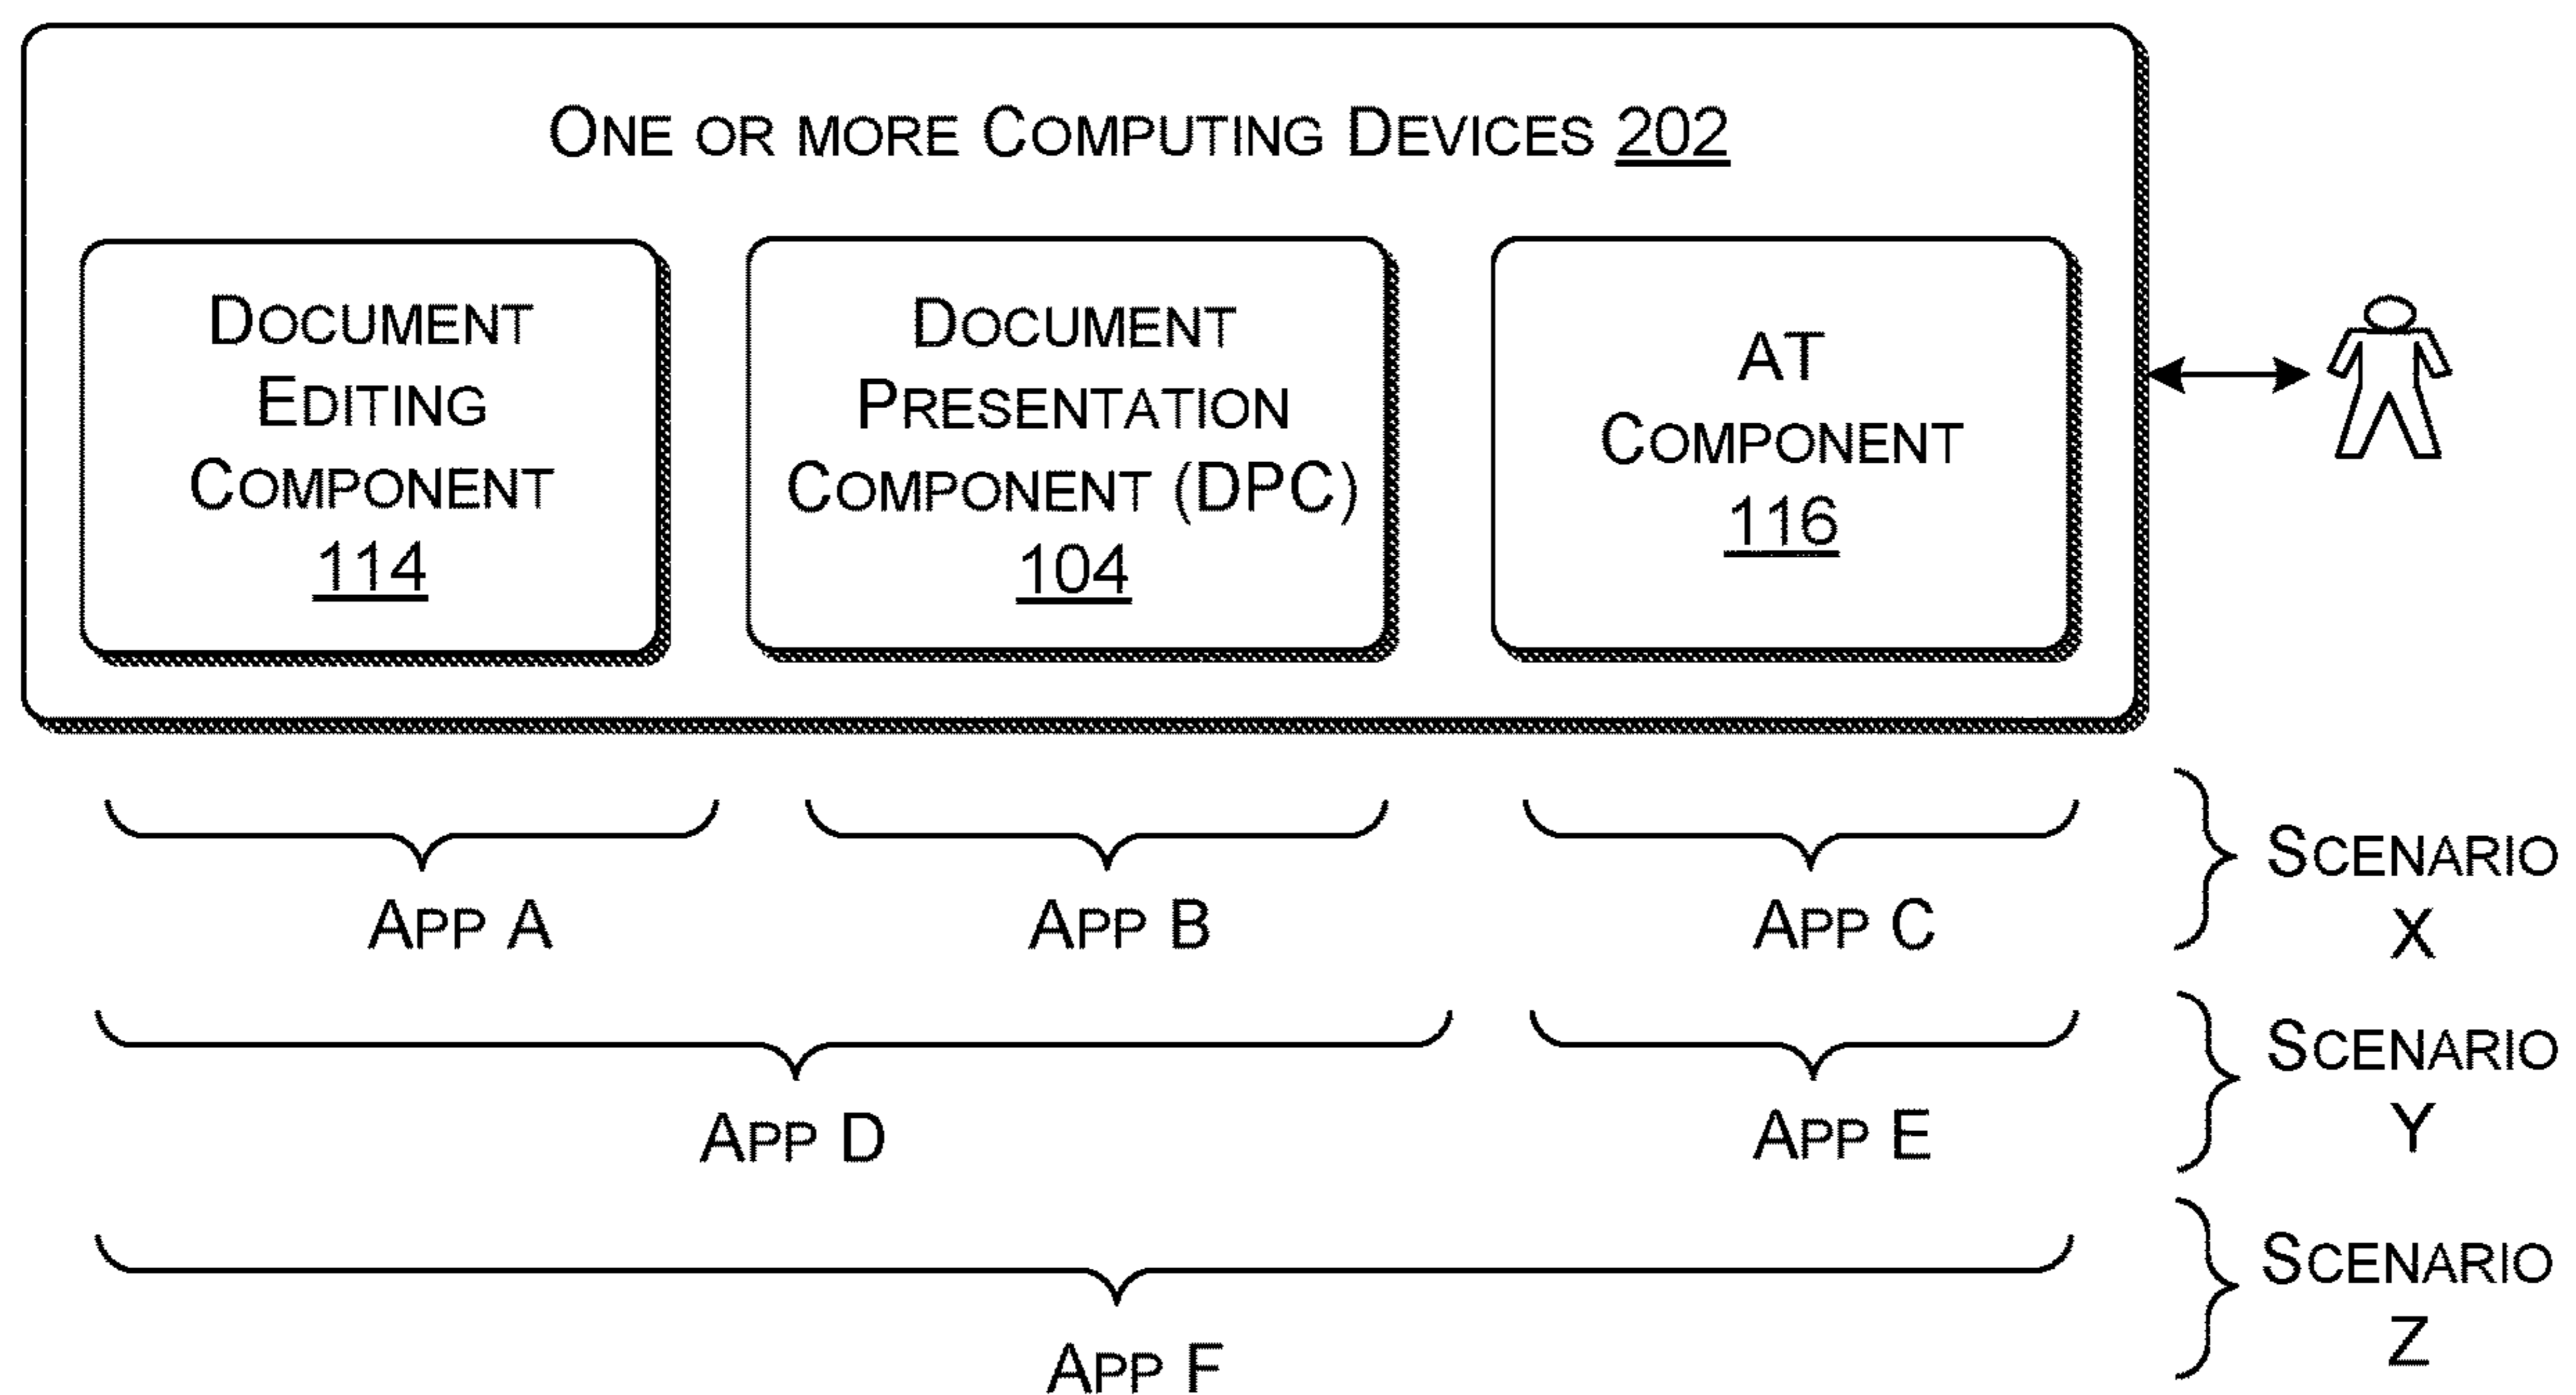 ONE OR MORE COMPUTING DEVICES 202
DOCUMENT
EDITING
COMPONENT
114
DOCUMENT
PRESENTATION
COMPONENT (DPC)
104
AT
COMPONENT
116
APP A
APP B
APP C
SCENARIO
X
APP D
APP E
SCENARIO
Y
APP F
SCENARIO
Z